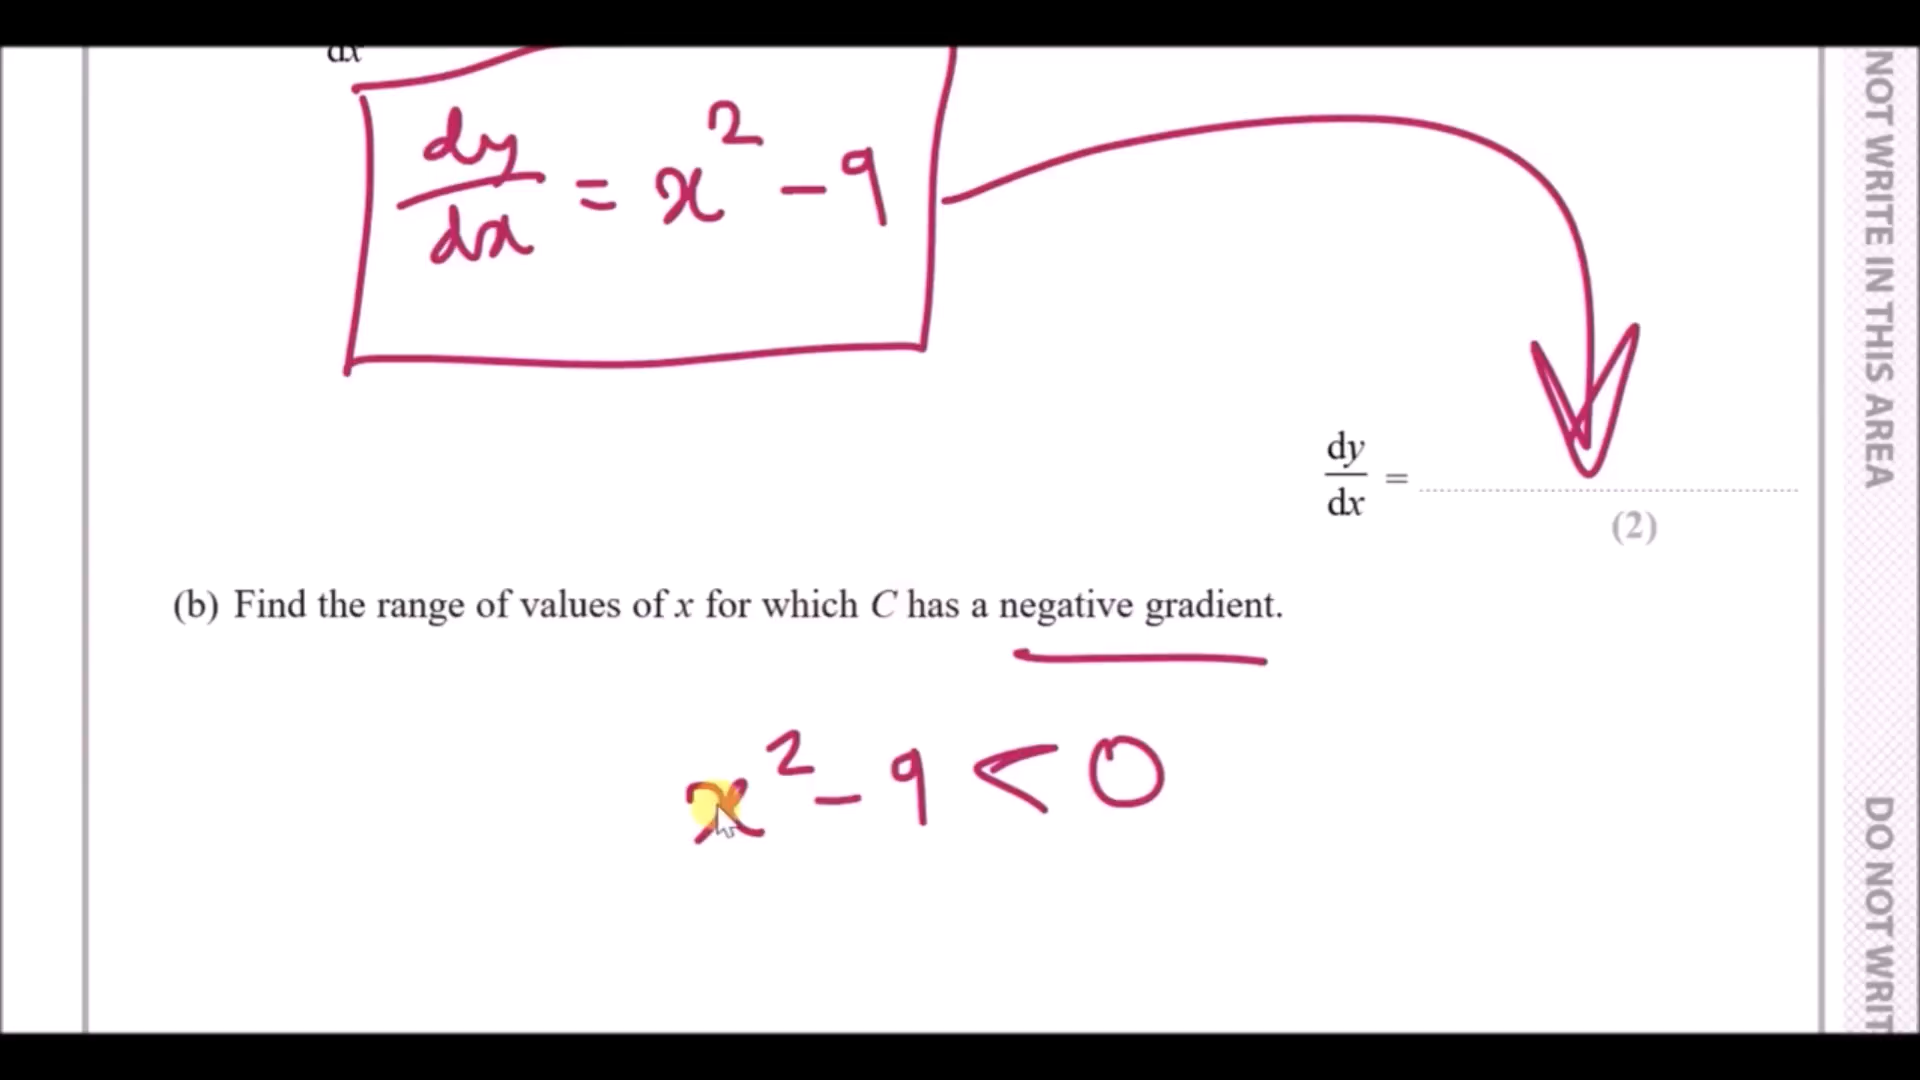 dx
dy/dx = x² - 9
dy/dx = ........................
(2)
(b) Find the range of values of x for which C has a negative gradient.
x² - 9 < 0
NOT WRITE IN THIS AREA
DO NOT WRIT